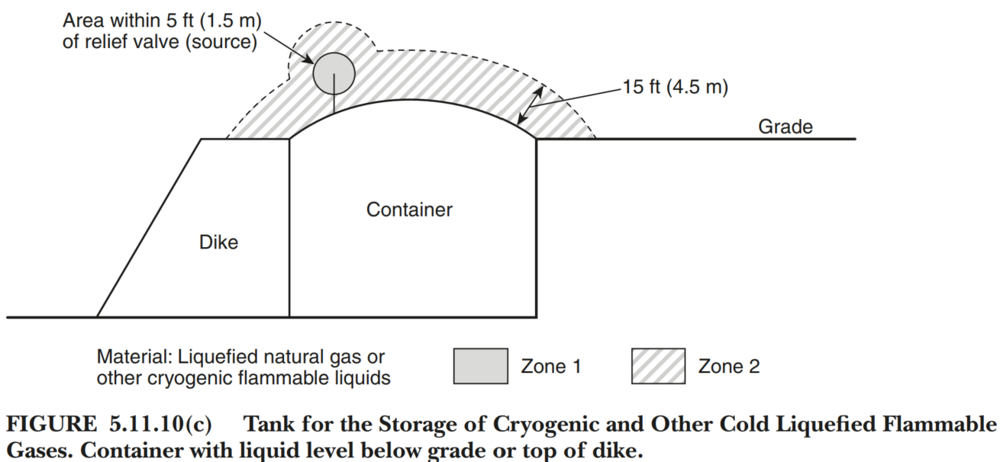 Area within 5 ft (1.5 m)
of relief valve (source)
15 ft (4.5 m)
Grade
Container
Dike
Material: Liquefied natural gas or
other cryogenic flammable liquids
Zone 1
Zone 2
FIGURE 5.11.10(c) Tank for the Storage of Cryogenic and Other Cold Liquefied Flammable
Gases. Container with liquid level below grade or top of dike.